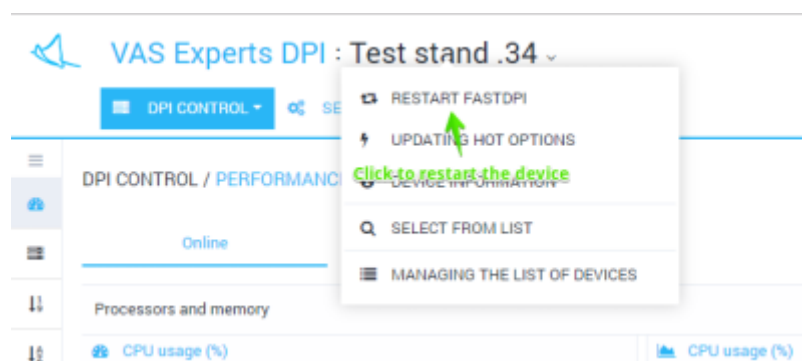 VAS Experts DPI : Test stand .34
DPI CONTROL
SE
RESTART FASTDPI
UPDATING HOT OPTIONS
Click to restart the device
DEVICE INFORMATION
SELECT FROM LIST
MANAGING THE LIST OF DEVICES
DPI CONTROL / PERFORMANC
Online
Processors and memory
CPU usage (%)
CPU usage (%)